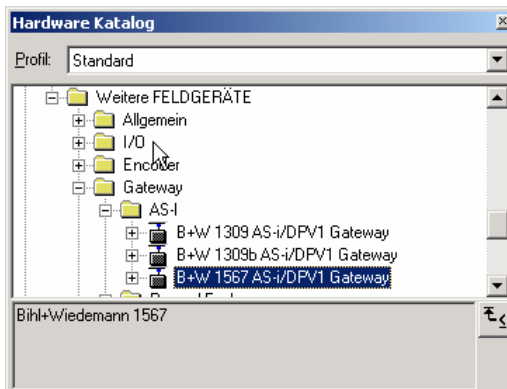 Hardware Katalog
Profil: Standard
Weitere FELDGERÄTE
Allgemein
I/O
Encoder
Gateway
AS-I
B+W 1309 AS-i/DPV1 Gateway
B+W 1309b AS-i/DPV1 Gateway
B+W 1567 AS-i/DPV1 Gateway
Bihl+Wiedemann 1567